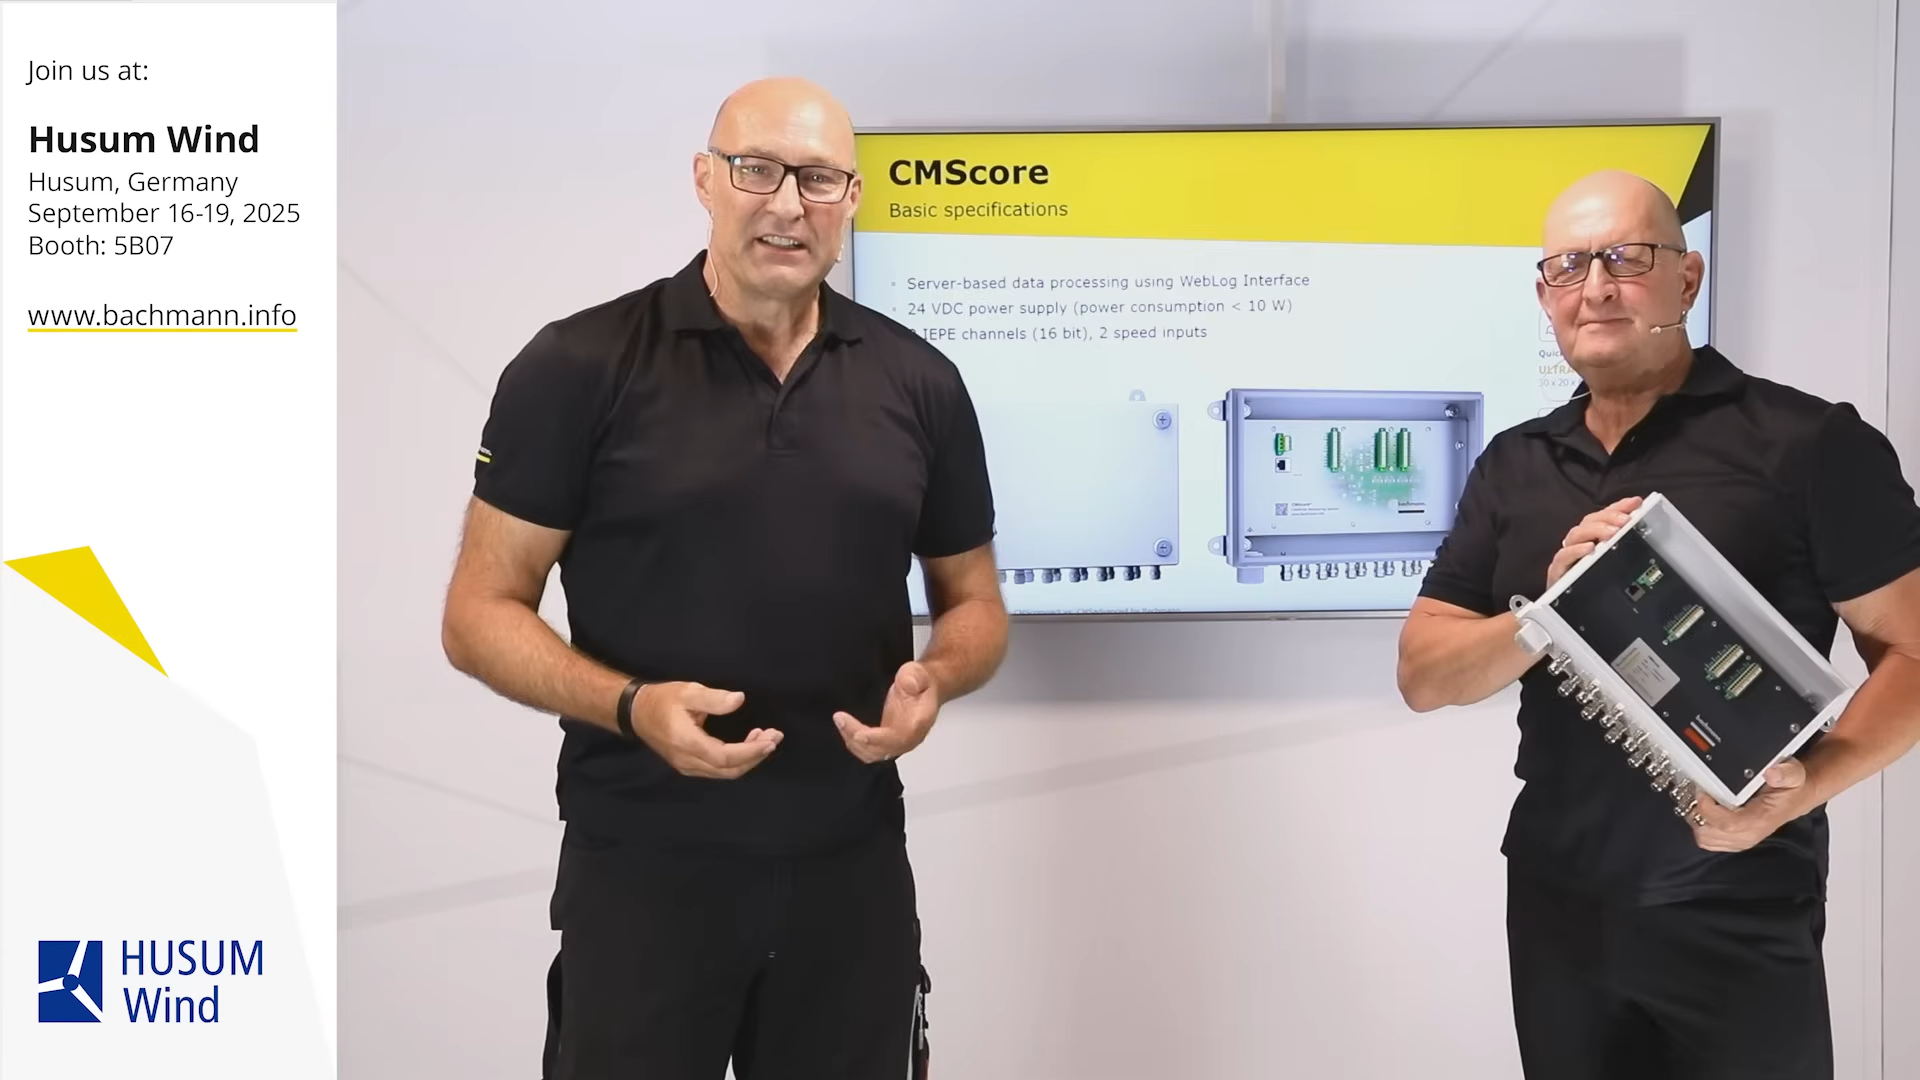 Join us at:
Husum Wind
Husum, Germany
September 16-19, 2025
Booth: 5B07
www.bachmann.info
HUSUM
Wind
CMScore
Basic specifications
Server-based data processing using WebLog Interface
24 VDC power supply (power consumption < 10 W)
IEPE channels (16 bit), 2 speed inputs
bachmann
bachmann